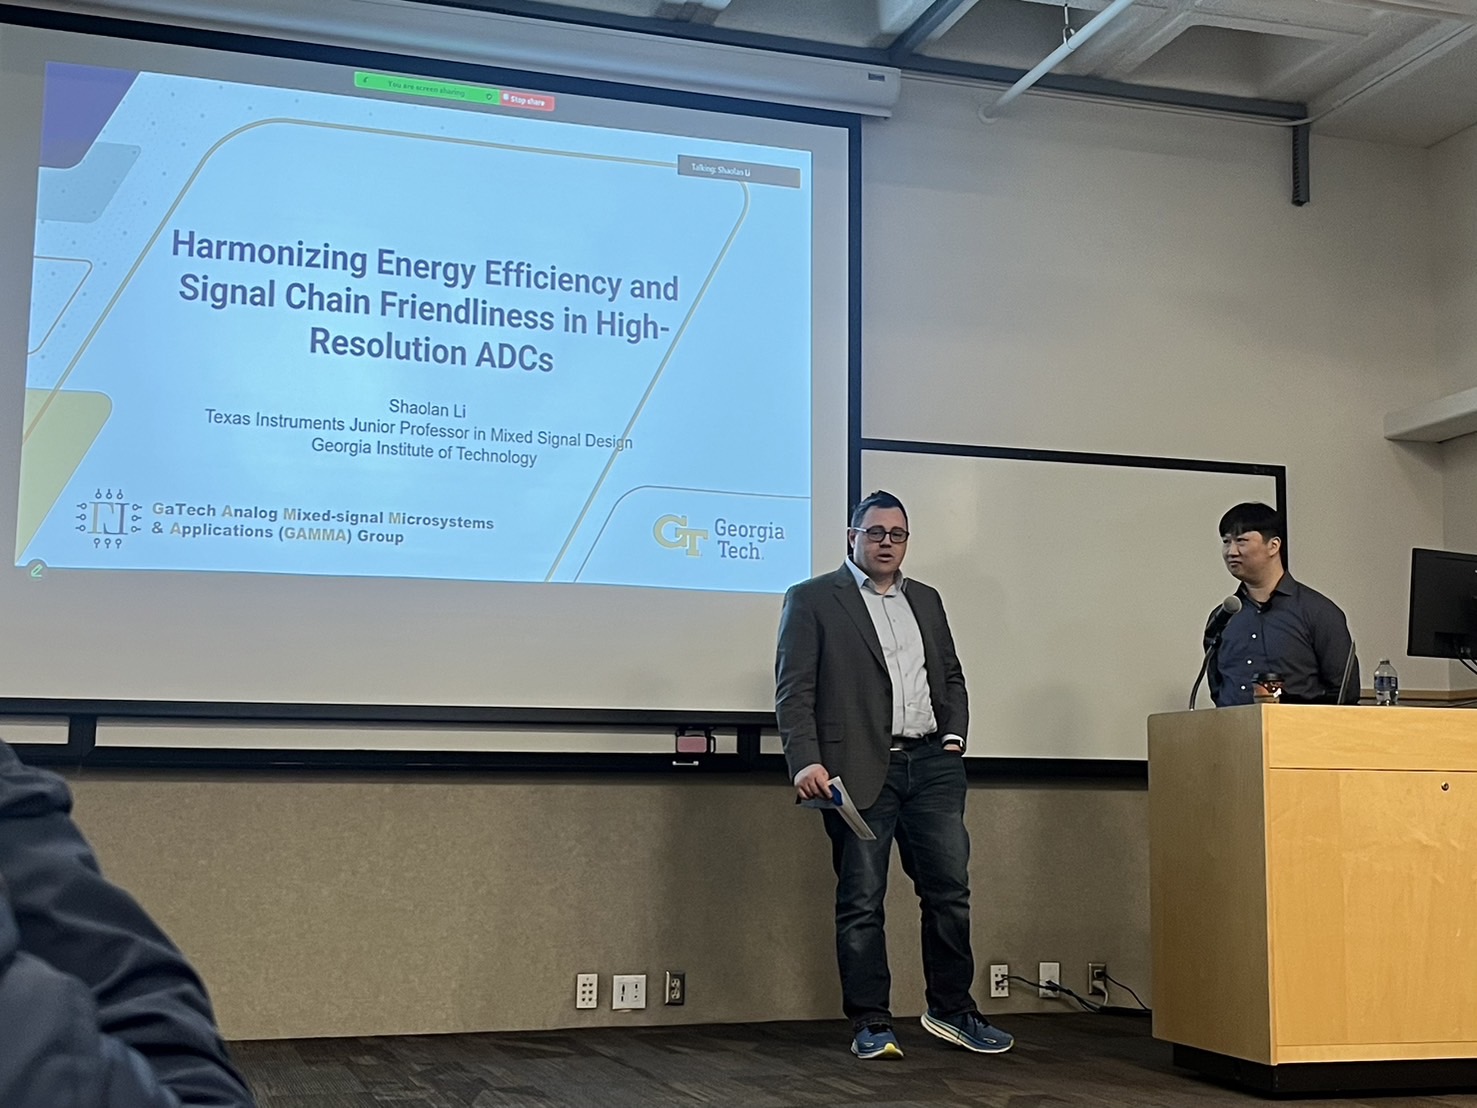 You are screen sharing
Stop share
Talking: Shaolan Li
Harmonizing Energy Efficiency and
Signal Chain Friendliness in High-
Resolution ADCs
Shaolan Li
Texas Instruments Junior Professor in Mixed Signal Design
Georgia Institute of Technology
GaTech Analog Mixed-signal Microsystems
& Applications (GAMMA) Group
GT
Georgia
Tech.